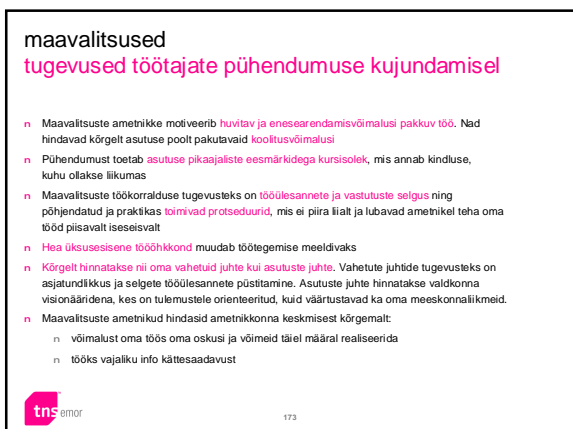 maavalitsused
tugevused töötajate pühendumuse kujundamisel
n Maavalitsuste ametnikke motiveerib huvitav ja enesearendamisvõimalusi pakkuv töö. Nad
hindavad kõrgelt asutuse poolt pakutavaid koolitusvõimalusi
n Pühendumust toetab asutuse pikaajaliste eesmärkidega kursisolek, mis annab kindluse,
kuhu ollakse liikumas
n Maavalitsuste töökorralduse tugevusteks on tööülesannete ja vastutuste selgus ning
põhjendatud ja praktikas toimivad protseduurid, mis ei piira liialt ja lubavad ametnikel teha oma
tööd piisavalt iseseisvalt
n Hea üksusesisene tööõhkkond muudab töötegemise meeldivaks
n Kõrgelt hinnatakse nii oma vahetuid juhte kui asutuste juhte. Vahetute juhtide tugevusteks on
asjatundlikkus ja selgete tööülesannete püstitamine. Asutuste juhte hinnatakse valdkonna
visionääridena, kes on tulemustele orienteeritud, kuid väärtustavad ka oma meeskonnaliikmeid.
n Maavalitsuste ametnikud hindasid ametnikkonna keskmisest kõrgemalt:
n võimalust oma töös oma oskusi ja võimeid täiel määral realiseerida
n tööks vajaliku info kättesaadavust
tns emor
173